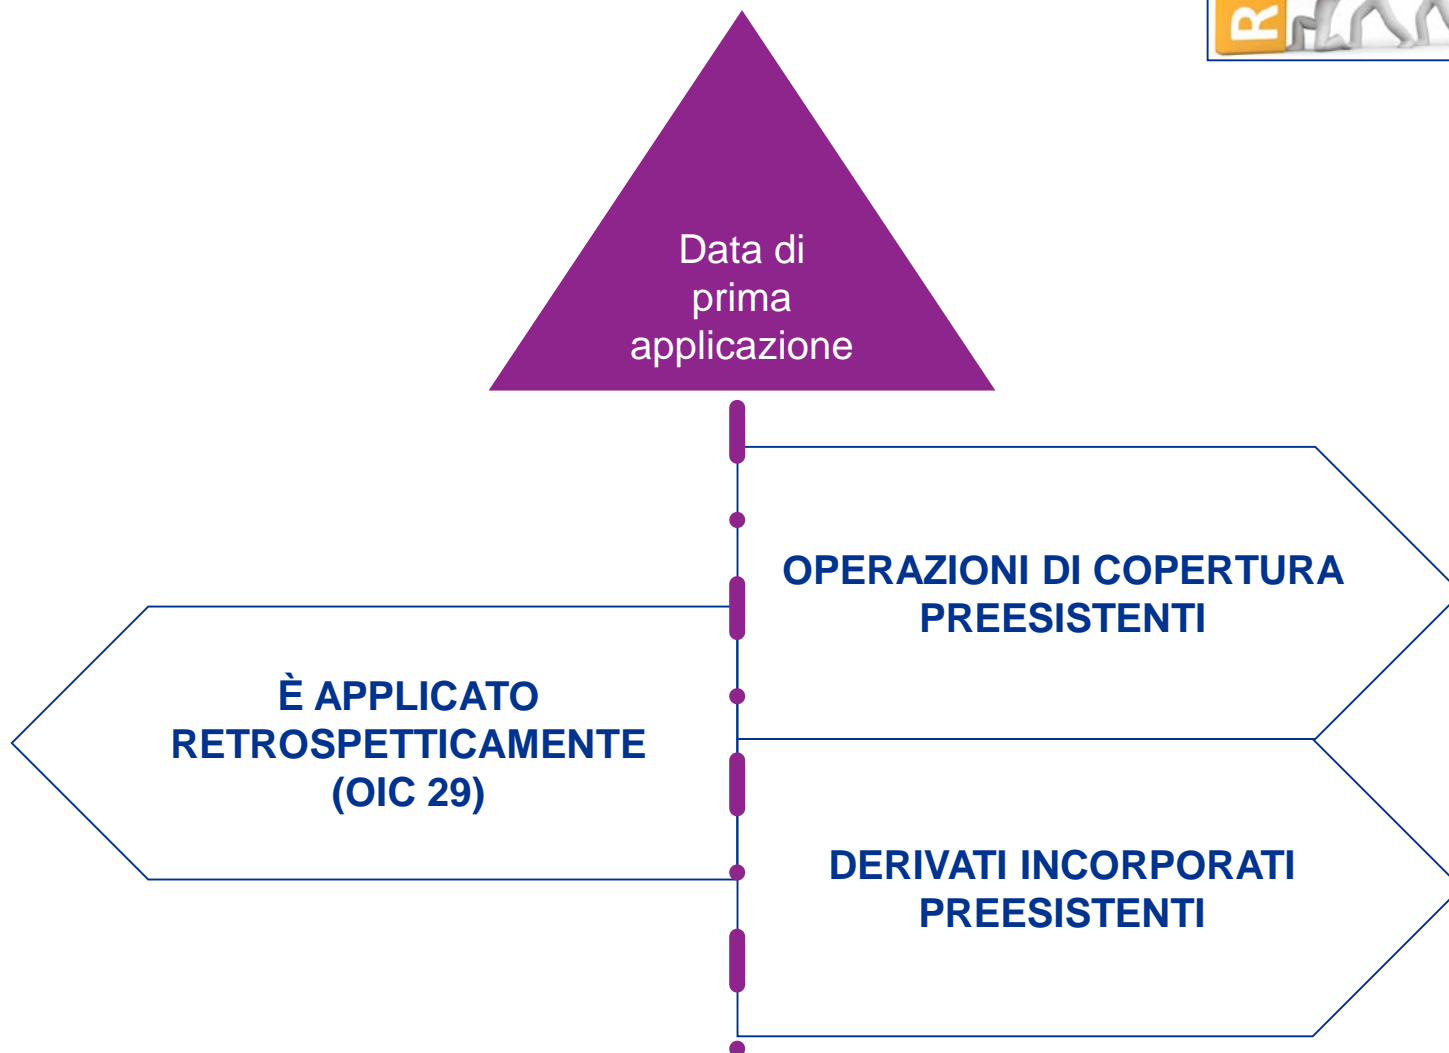 R
Data di
prima
applicazione
OPERAZIONI DI COPERTURA
PREESISTENTI
È APPLICATO
RETROSPETTICAMENTE
(OIC 29)
DERIVATI INCORPORATI
PREESISTENTI